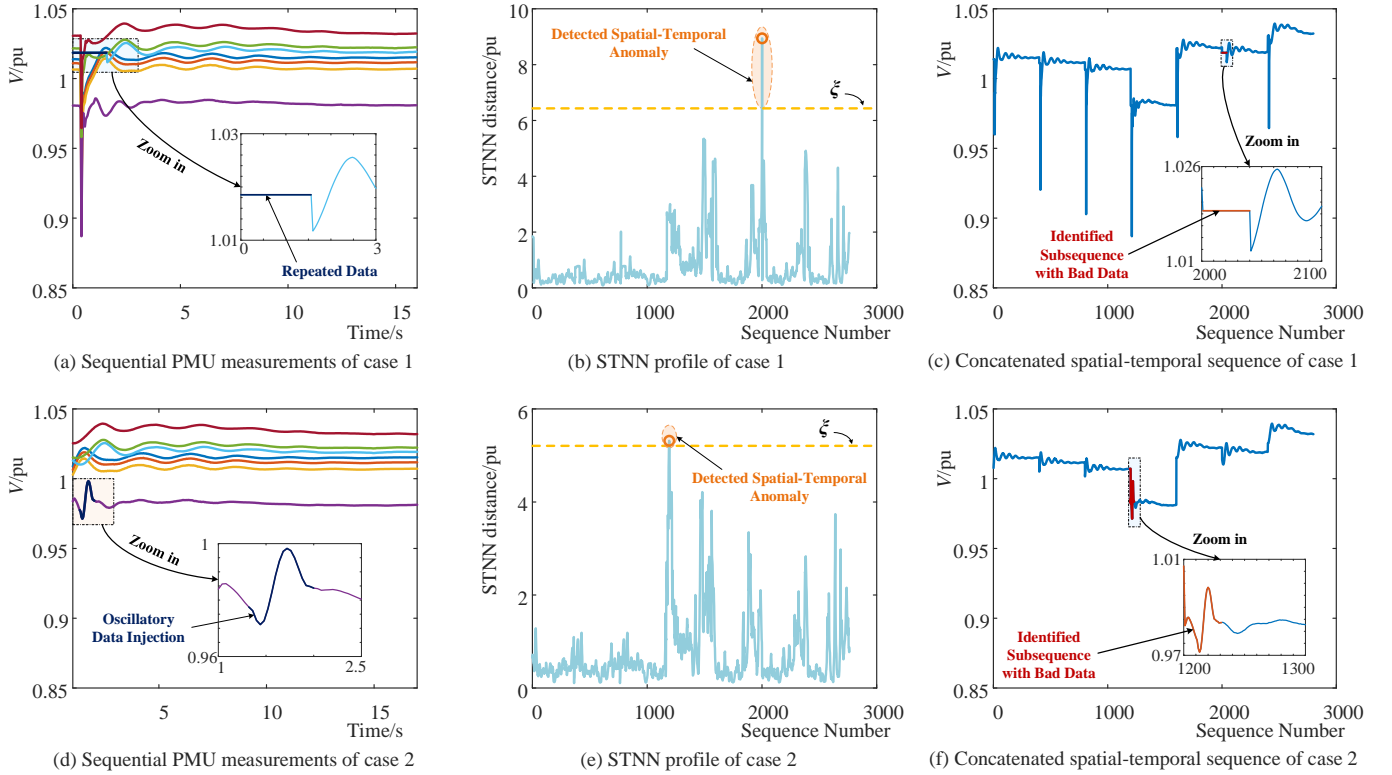 1.05
1
0.95
0.9
0.85
V/pu
0
5
10
15
Time/s
Zoom in
1.03
1.01
0
3
Repeated Data
(a) Sequential PMU measurements of case 1
10
8
6
4
2
0
STNN distance/pu
0
1000
2000
3000
Sequence Number
Detected Spatial-Temporal
Anomaly
ξ
(b) STNN profile of case 1
1.05
1
0.95
0.9
0.85
V/pu
0
1000
2000
3000
Sequence Number
Zoom in
1.026
1.01
2000
2100
Identified
Subsequence
with Bad Data
(c) Concatenated spatial-temporal sequence of case 1
1.05
1
0.95
0.9
0.85
V/pu
5
10
15
Time/s
Zoom in
1
0.96
1
2.5
Oscillatory
Data Injection
(d) Sequential PMU measurements of case 2
6
4
2
0
STNN distance/pu
0
1000
2000
3000
Sequence Number
ξ
Detected Spatial-Temporal
Anomaly
(e) STNN profile of case 2
1.05
1
0.95
0.9
0.85
V/pu
0
1000
2000
3000
Sequence Number
Zoom in
1.01
0.97
1200
1300
Identified
Subsequence
with Bad Data
(f) Concatenated spatial-temporal sequence of case 2